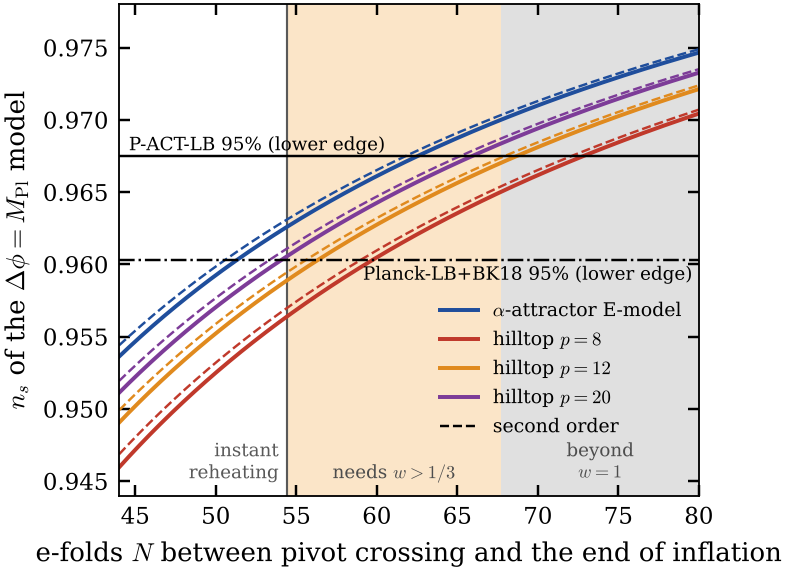 n_s of the Δϕ = M_Pl model
0.975
0.970
0.965
0.960
0.955
0.950
0.945
P-ACT-LB 95% (lower edge)
Planck-LB+BK18 95% (lower edge)
α-attractor E-model
hilltop p = 8
hilltop p = 12
hilltop p = 20
second order
instant
reheating
needs w > 1/3
beyond
w = 1
45 50 55 60 65 70 75 80
e-folds N between pivot crossing and the end of inflation